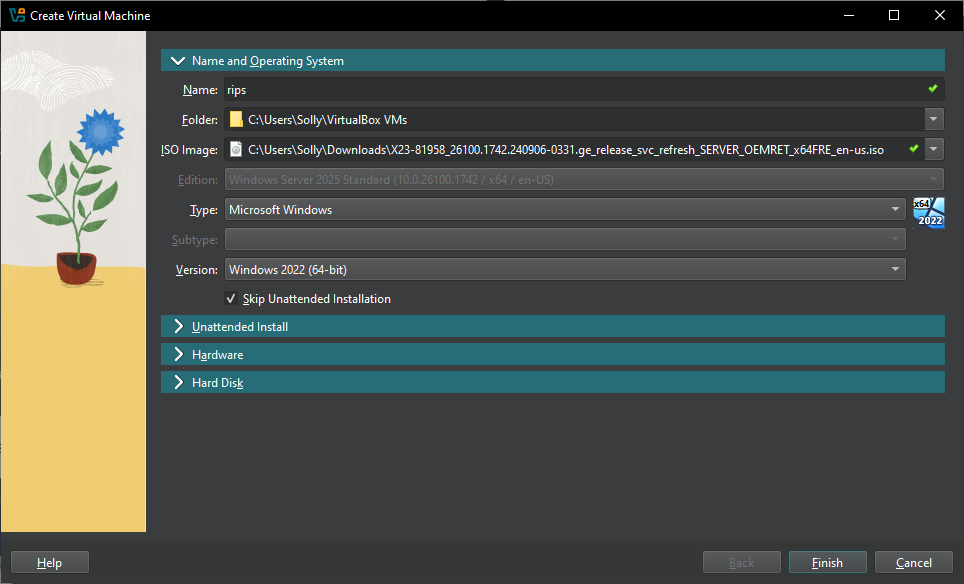 Create Virtual Machine
Name and Operating System
Name: rips
Folder: C:\Users\Solly\VirtualBox VMs
ISO Image: C:\Users\Solly\Downloads\X23-81958_26100.1742.240906-0331.ge_release_svc_refresh_SERVER_OEMRET_x64FRE_en-us.iso
Edition: Windows Server 2025 Standard (10.0.26100.1742 / x64 / en-US)
Type: Microsoft Windows
x64
2022
Subtype:
Version: Windows 2022 (64-bit)
Skip Unattended Installation
Unattended Install
Hardware
Hard Disk
Help Back Finish Cancel